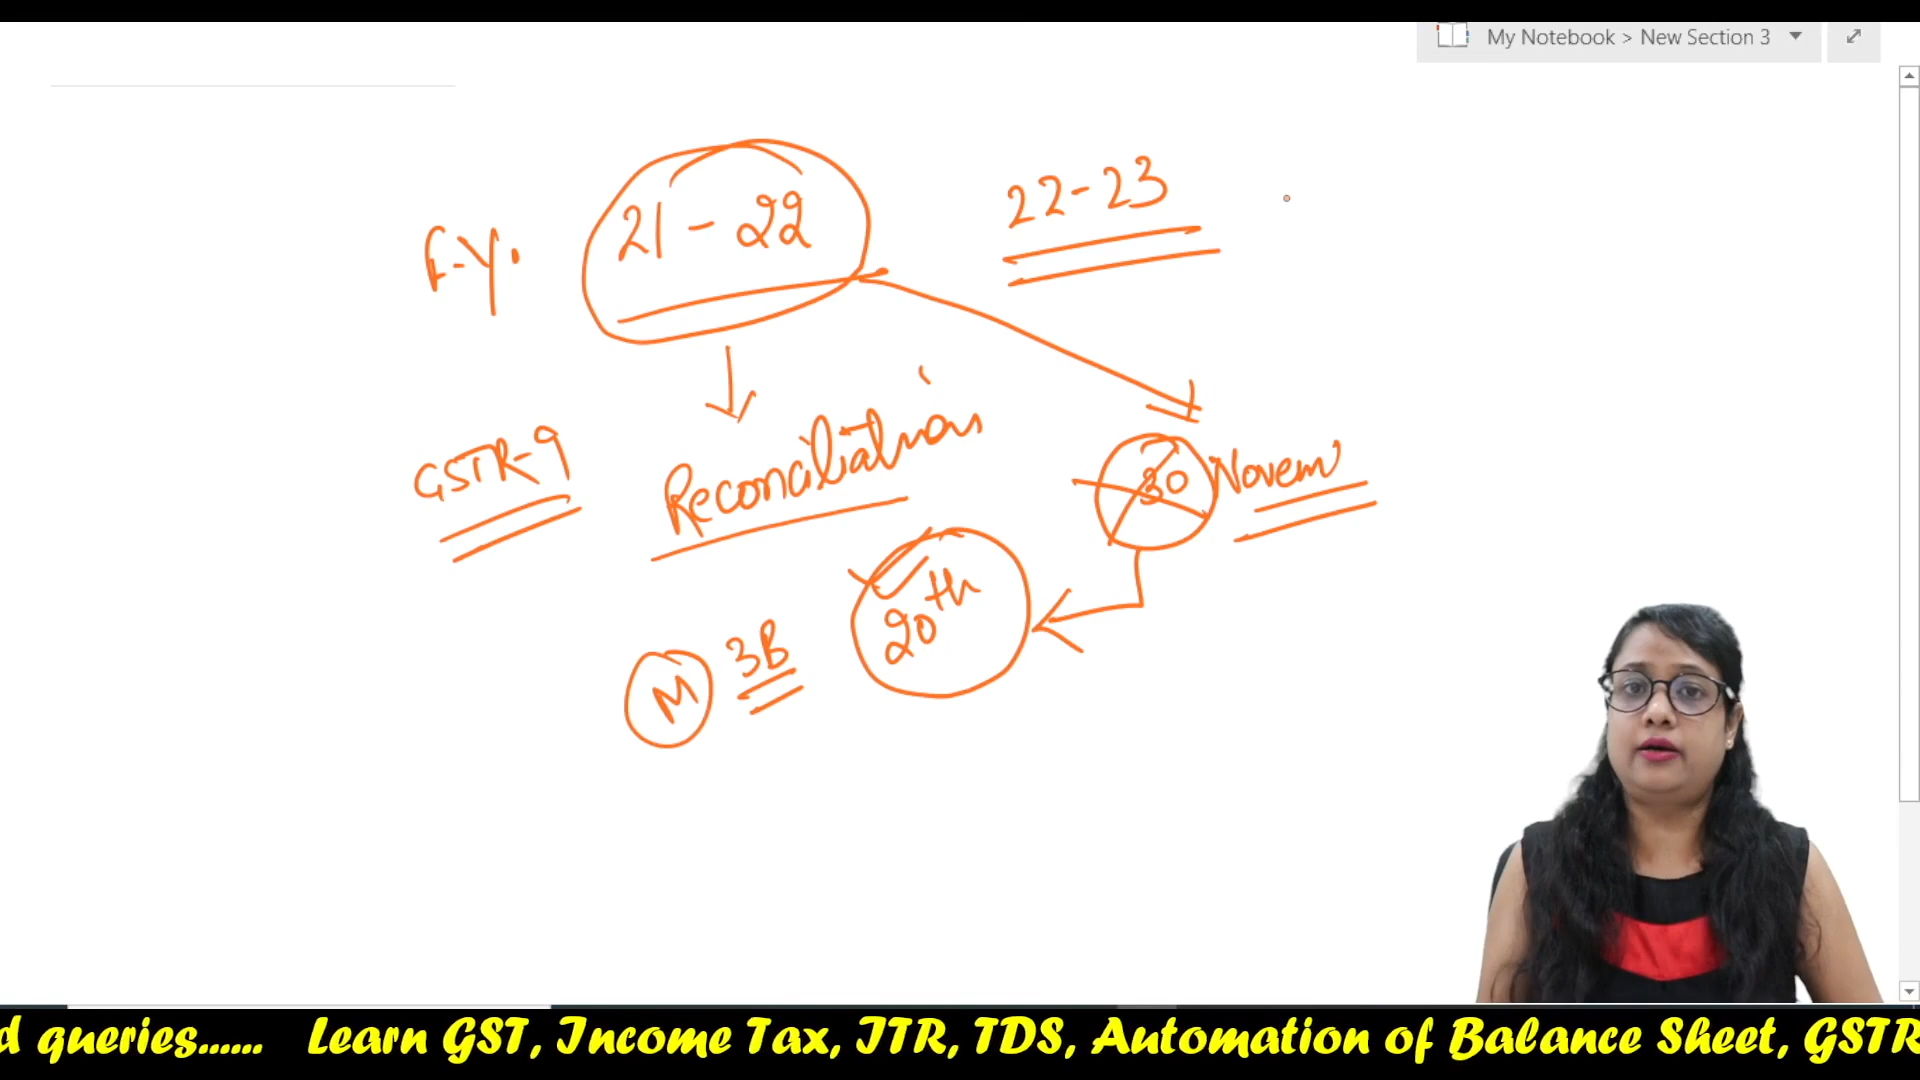 My Notebook > New Section 3
F.Y. 21-22 22-23
GSTR-9 Reconciliation 30 Novem
M 3B 20th
d queries...... Learn GST, Income Tax, ITR, TDS, Automation of Balance Sheet, GSTR